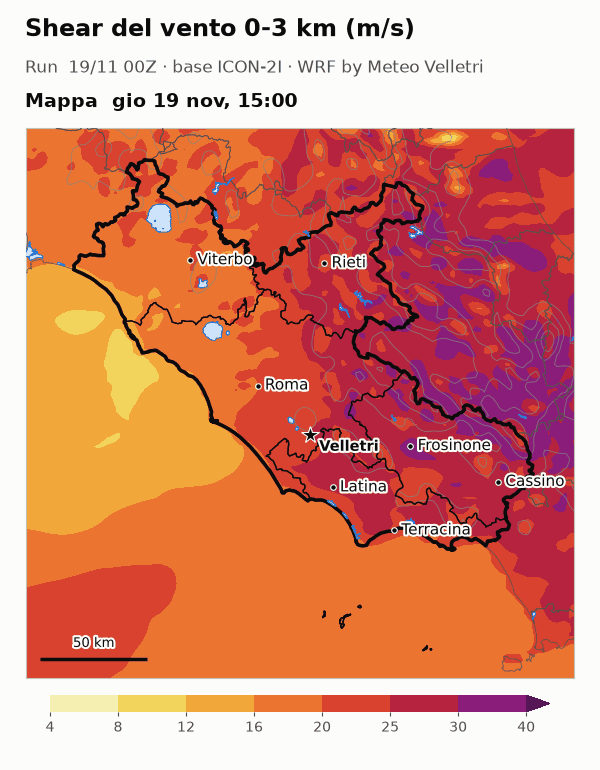 Shear del vento 0-3 km (m/s)
Run  19/11 00Z · base ICON-2I · WRF by Meteo Velletri
Mappa  gio 19 nov, 15:00
Viterbo
Rieti
Roma
Velletri
Frosinone
Cassino
Latina
Terracina
50 km
4 8 12 16 20 25 30 40